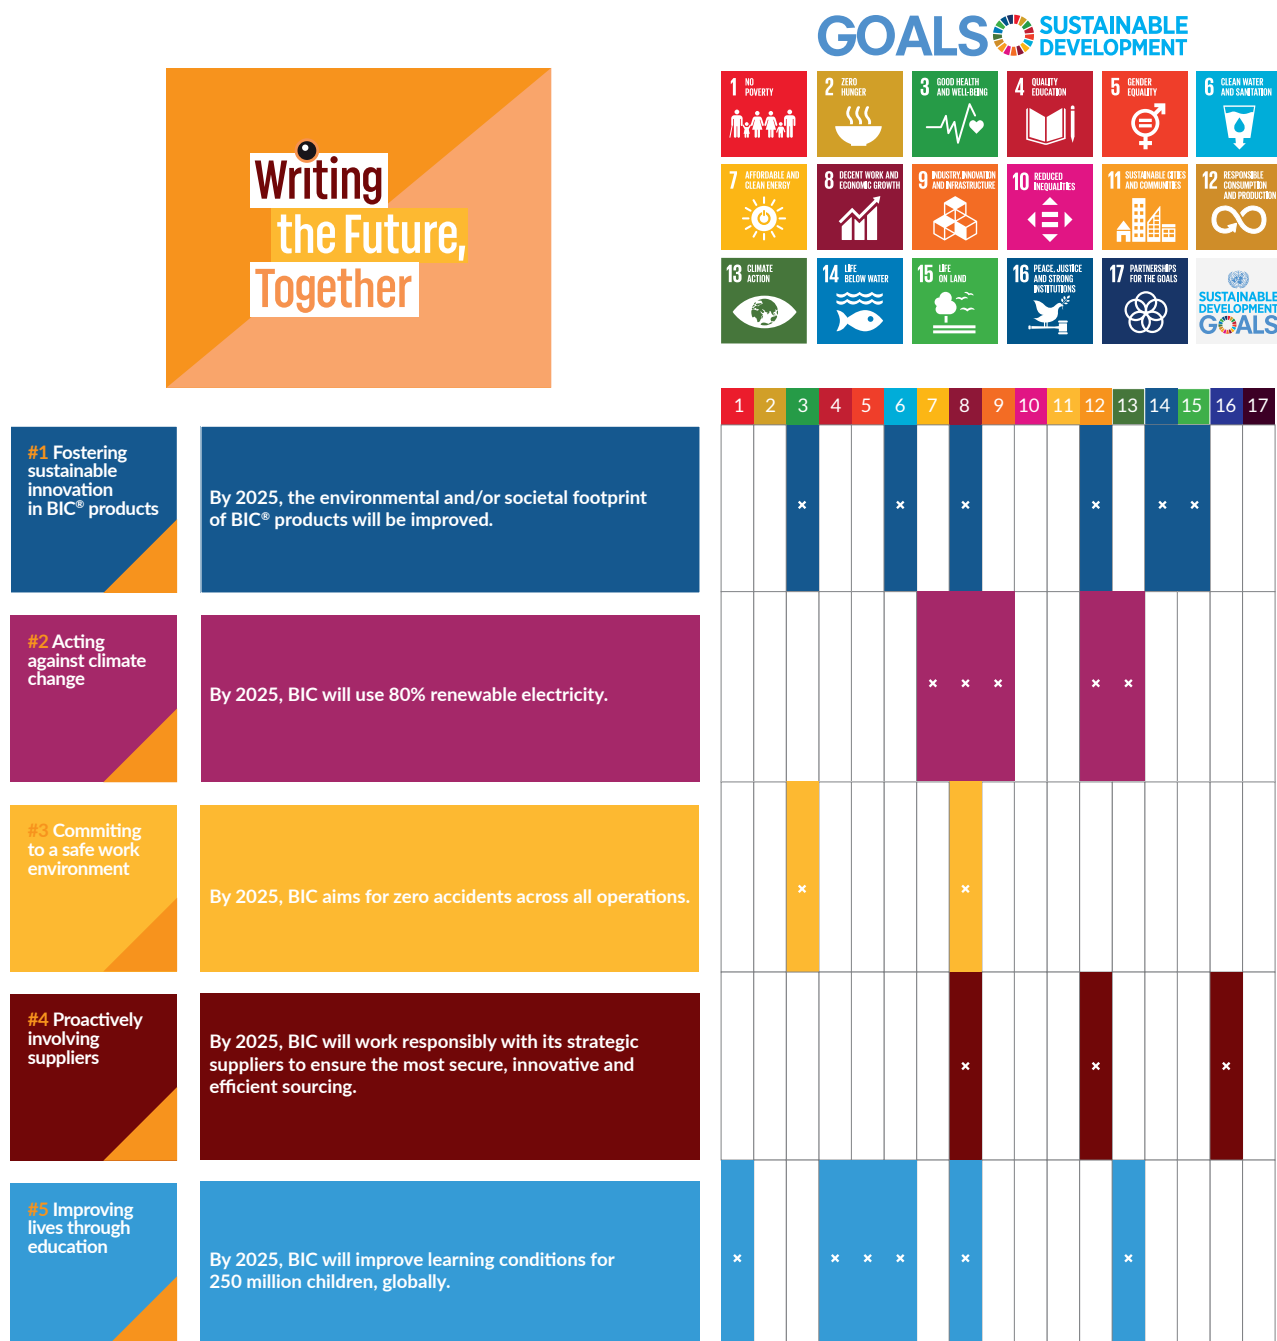 GOALS SUSTAINABLE
DEVELOPMENT
1 NO
POVERTY
2 ZERO
HUNGER
3 GOOD HEALTH
AND WELL-BEING
4 QUALITY
EDUCATION
5 GENDER
EQUALITY
6 CLEAN WATER
AND SANITATION
7 AFFORDABLE AND
CLEAN ENERGY
8 DECENT WORK AND
ECONOMIC GROWTH
9 INDUSTRY, INNOVATION
AND INFRASTRUCTURE
10 REDUCED
INEQUALITIES
11 SUSTAINABLE CITIES
AND COMMUNITIES
12 RESPONSIBLE
CONSUMPTION
AND PRODUCTION
13 CLIMATE
ACTION
14 LIFE
BELOW WATER
15 LIFE
ON LAND
16 PEACE, JUSTICE
AND STRONG
INSTITUTIONS
17 PARTNERSHIPS
FOR THE GOALS
SUSTAINABLE
DEVELOPMENT
GOALS
Writing
the Future,
Together
1 2 3 4 5 6 7 8 9 10 11 12 13 14 15 16 17
#1 Fostering
sustainable
innovation
in BIC® products
By 2025, the environmental and/or societal footprint
of BIC® products will be improved.
× × × × × ×
#2 Acting
against climate
change
By 2025, BIC will use 80% renewable electricity.
× × × × ×
#3 Commiting
to a safe work
environment
By 2025, BIC aims for zero accidents across all operations.
× ×
#4 Proactively
involving
suppliers
By 2025, BIC will work responsibly with its strategic
suppliers to ensure the most secure, innovative and
efficient sourcing.
× × ×
#5 Improving
lives through
education
By 2025, BIC will improve learning conditions for
250 million children, globally.
× × × × × ×